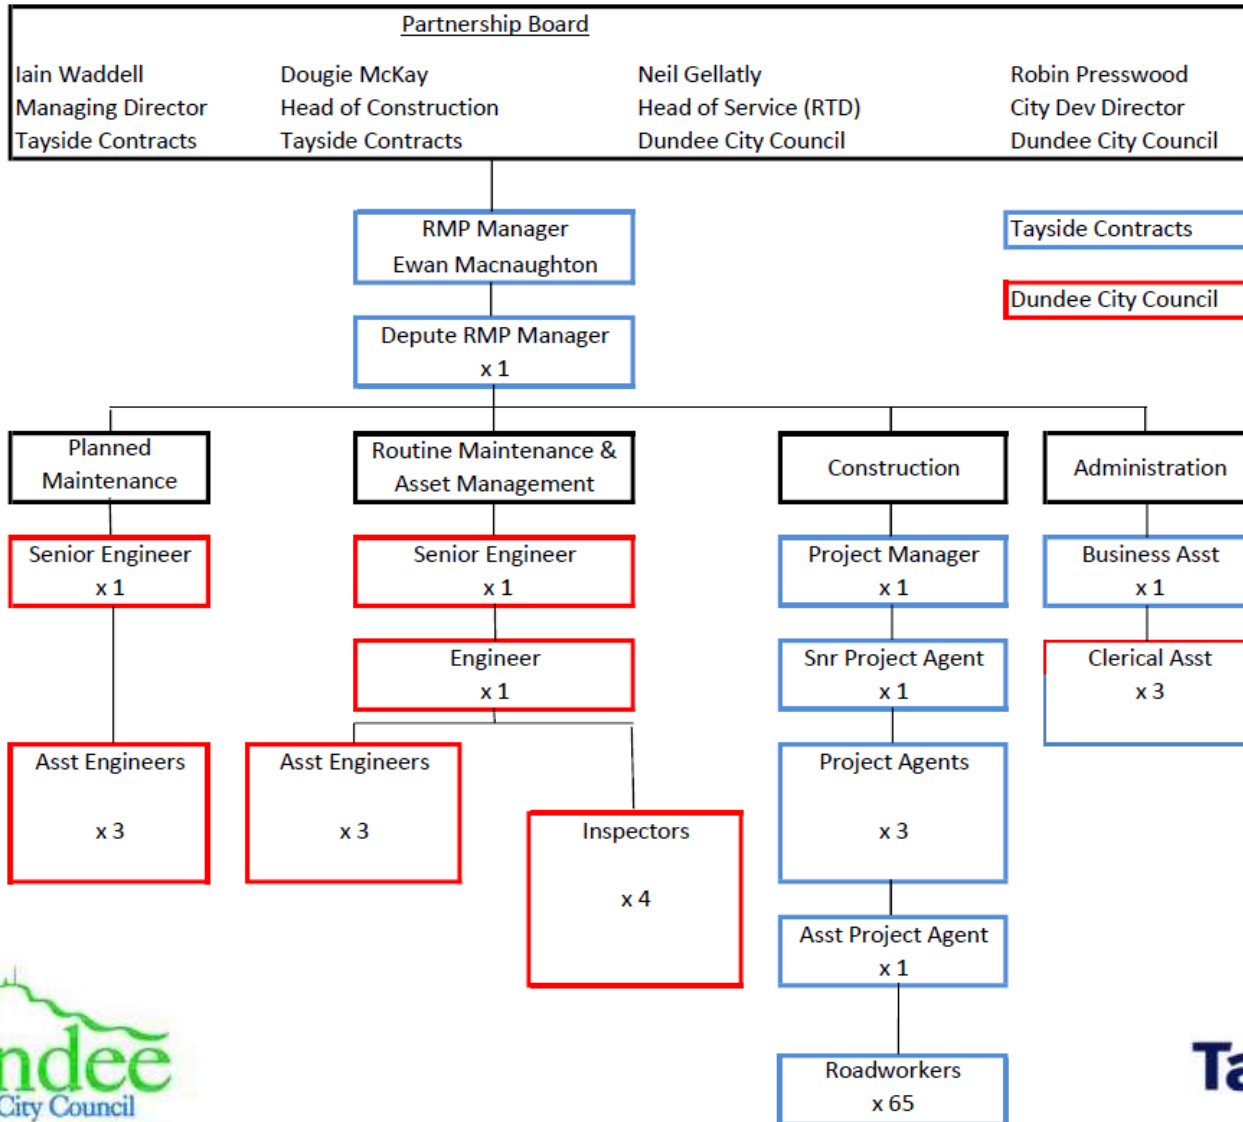 Partnership Board
Iain Waddell Dougie McKay Neil Gellatly Robin Presswood
Managing Director Head of Construction Head of Service (RTD) City Dev Director
Tayside Contracts Tayside Contracts Dundee City Council Dundee City Council
RMP Manager
Ewan Macnaughton
Tayside Contracts
Dundee City Council
Depute RMP Manager
x 1
Planned
Maintenance
Routine Maintenance &
Asset Management
Construction
Administration
Senior Engineer
x 1
Senior Engineer
x 1
Project Manager
x 1
Business Asst
x 1
Engineer
x 1
Snr Project Agent
x 1
Clerical Asst
x 3
Asst Engineers
x 3
Asst Engineers
x 3
Inspectors
x 4
Project Agents
x 3
Asst Project Agent
x 1
Roadworkers
x 65
ndee
City Council
Ta